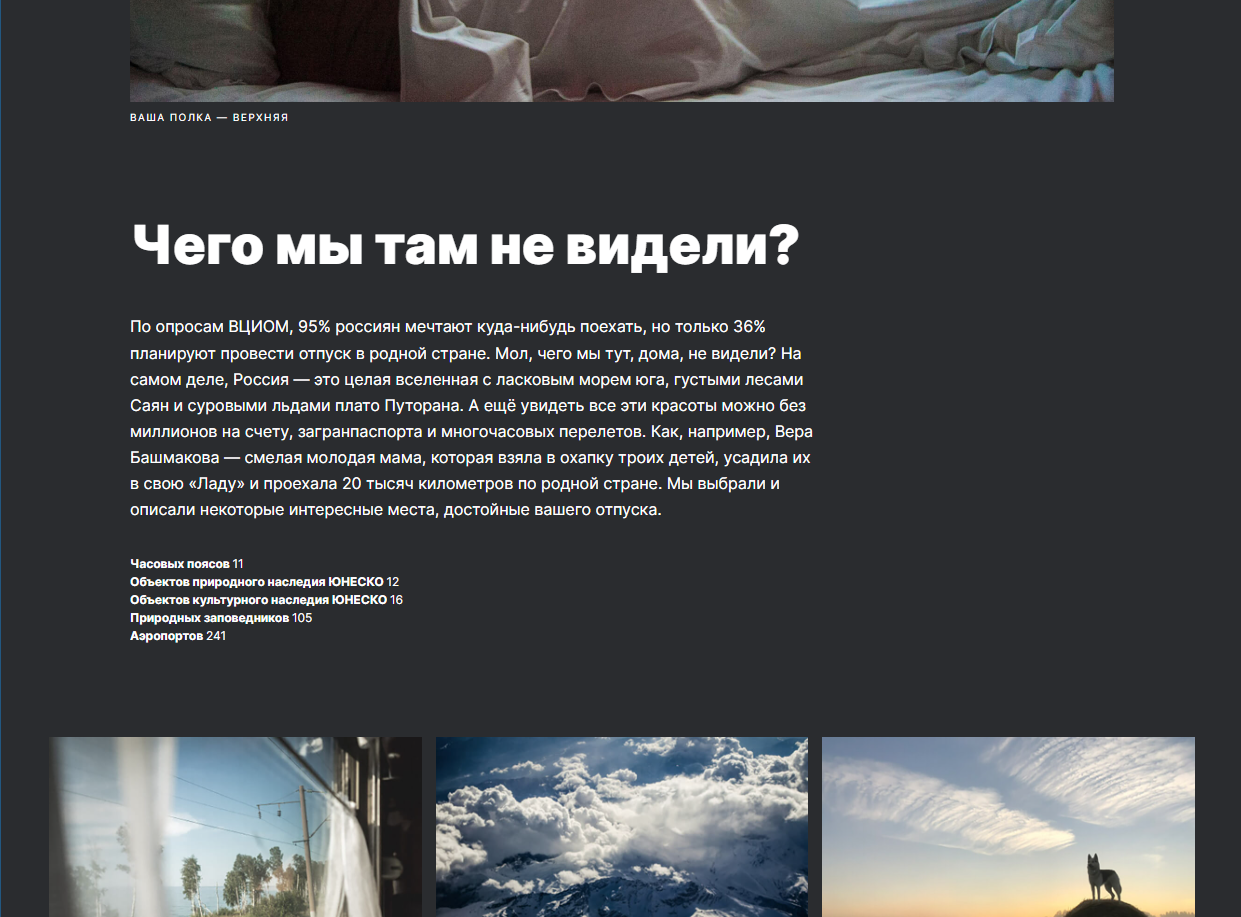 ВАША ПОЛКА — ВЕРХНЯЯ
Чего мы там не видели?
По опросам ВЦИОМ, 95% россиян мечтают куда-нибудь поехать, но только 36%
планируют провести отпуск в родной стране. Мол, чего мы тут, дома, не видели? На
самом деле, Россия — это целая вселенная с ласковым морем юга, густыми лесами
Саян и суровыми льдами плато Путорана. А ещё увидеть все эти красоты можно без
миллионов на счету, загранпаспорта и многочасовых перелетов. Как, например, Вера
Башмакова — смелая молодая мама, которая взяла в охапку троих детей, усадила их
в свою «Ладу» и проехала 20 тысяч километров по родной стране. Мы выбрали и
описали некоторые интересные места, достойные вашего отпуска.
Часовых поясов 11
Объектов природного наследия ЮНЕСКО 12
Объектов культурного наследия ЮНЕСКО 16
Природных заповедников 105
Аэропортов 241